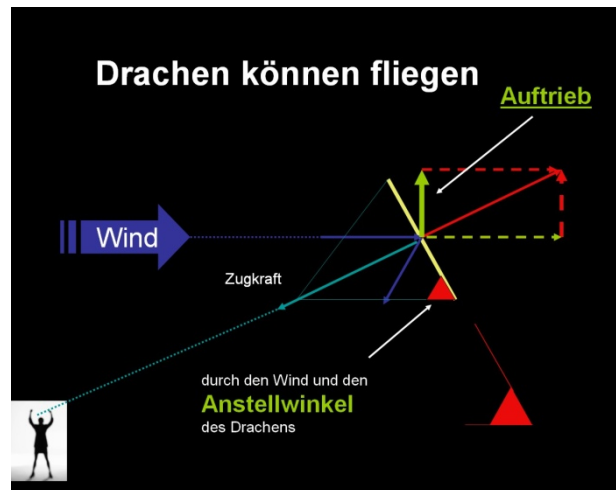 Drachen können fliegen
Auftrieb
Wind
Zugkraft
durch den Wind und den
Anstellwinkel
des Drachens